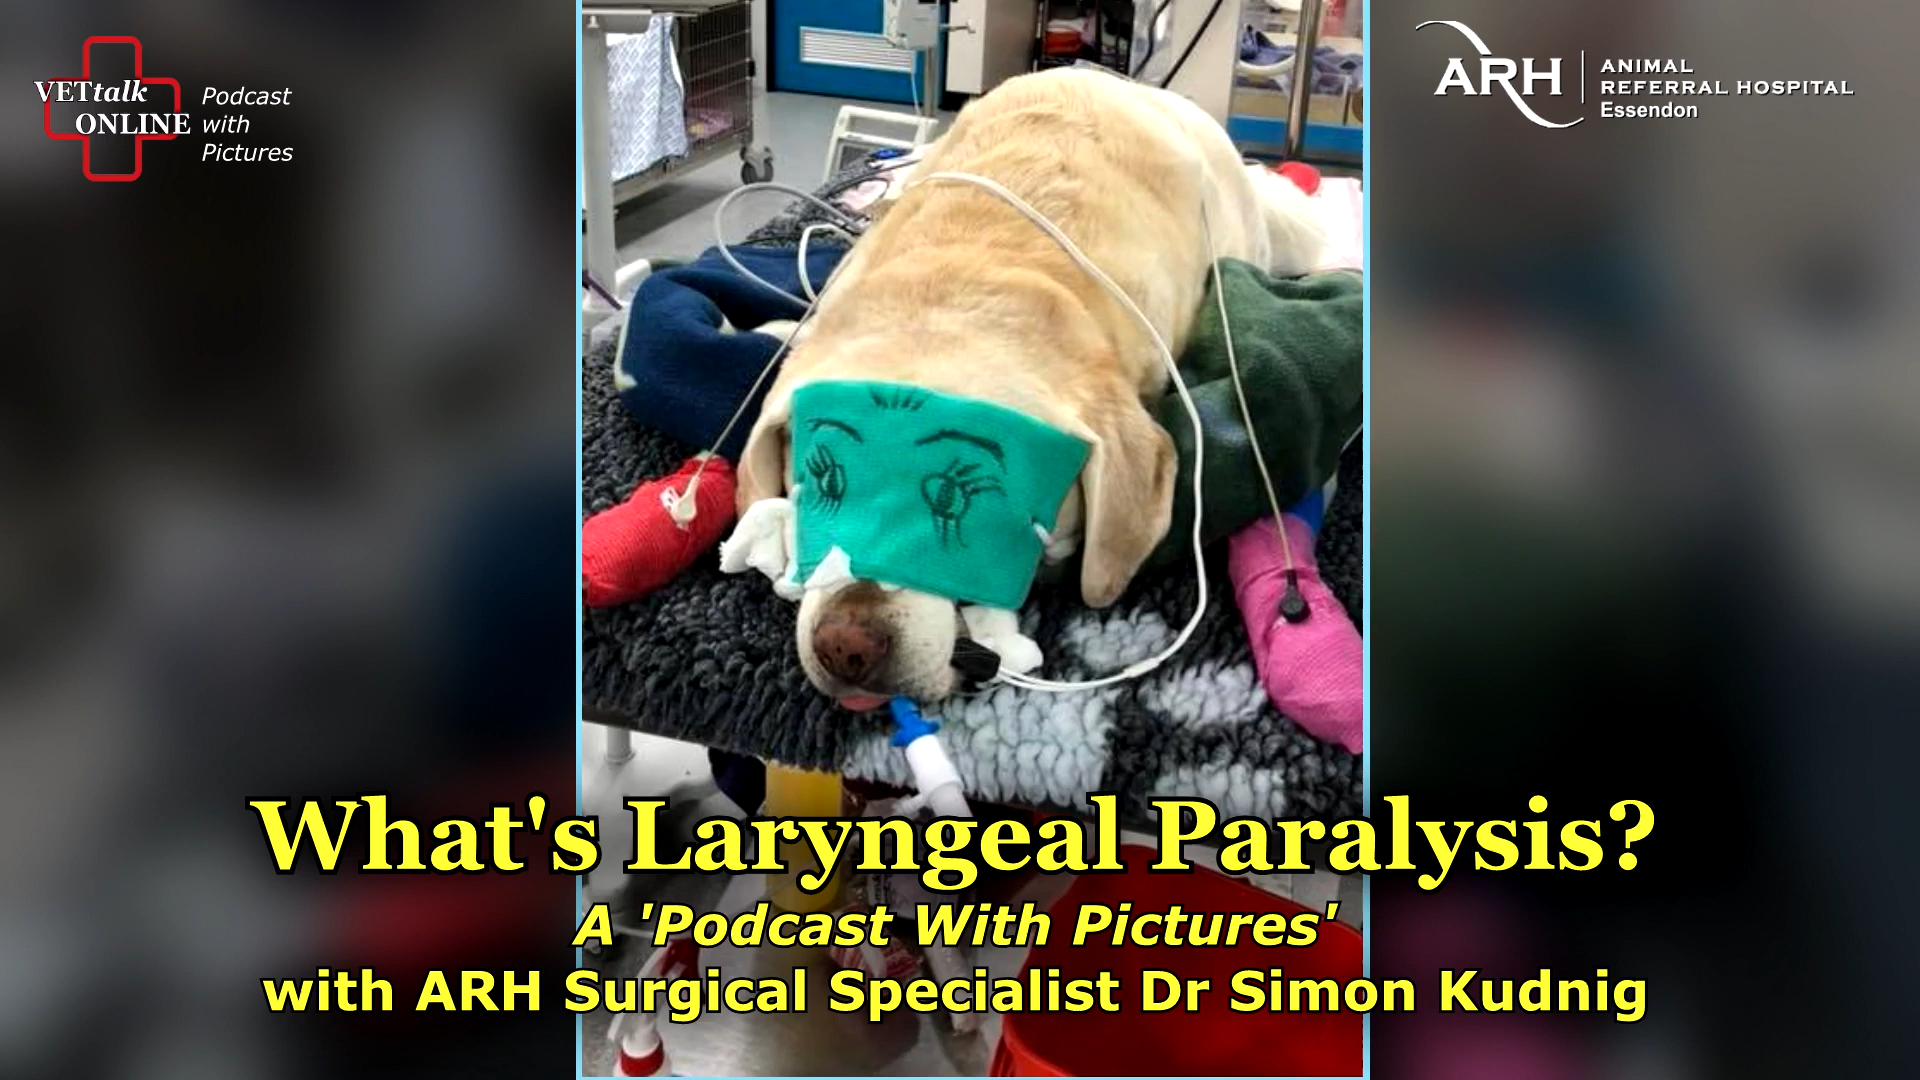 VETtalk
ONLINE
Podcast
with
Pictures
ARH
ANIMAL
REFERRAL HOSPITAL
Essendon
What's Laryngeal Paralysis?
A 'Podcast With Pictures'
with ARH Surgical Specialist Dr Simon Kudnig